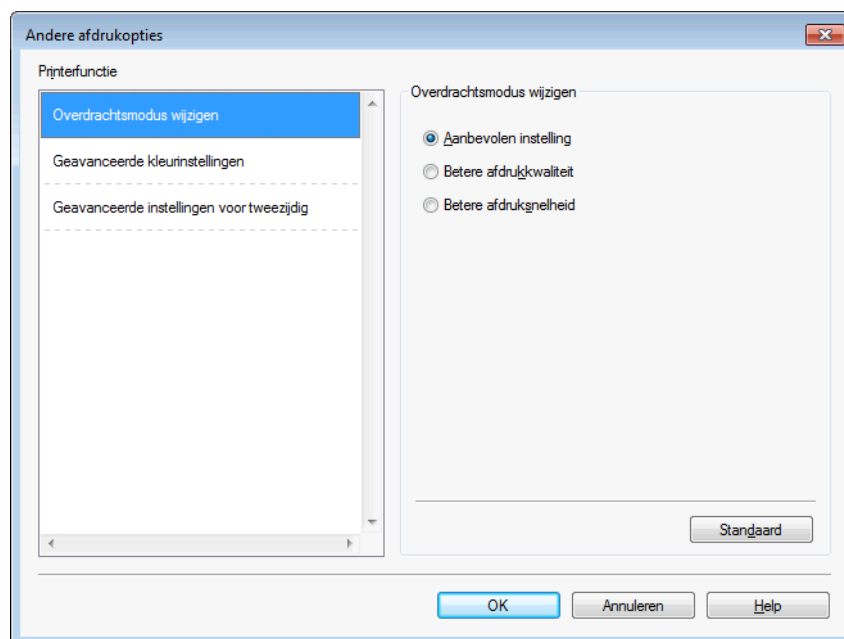 Andere afdrukopties
Printerfunctie
Overdrachtsmodus wijzigen
Geavanceerde kleurinstellingen
Geavanceerde instellingen voor tweezijdig
Overdrachtsmodus wijzigen
Aanbevolen instelling
Betere afdrukkwaliteit
Betere afdruksnelheid
Standaard
OK
Annuleren
Help